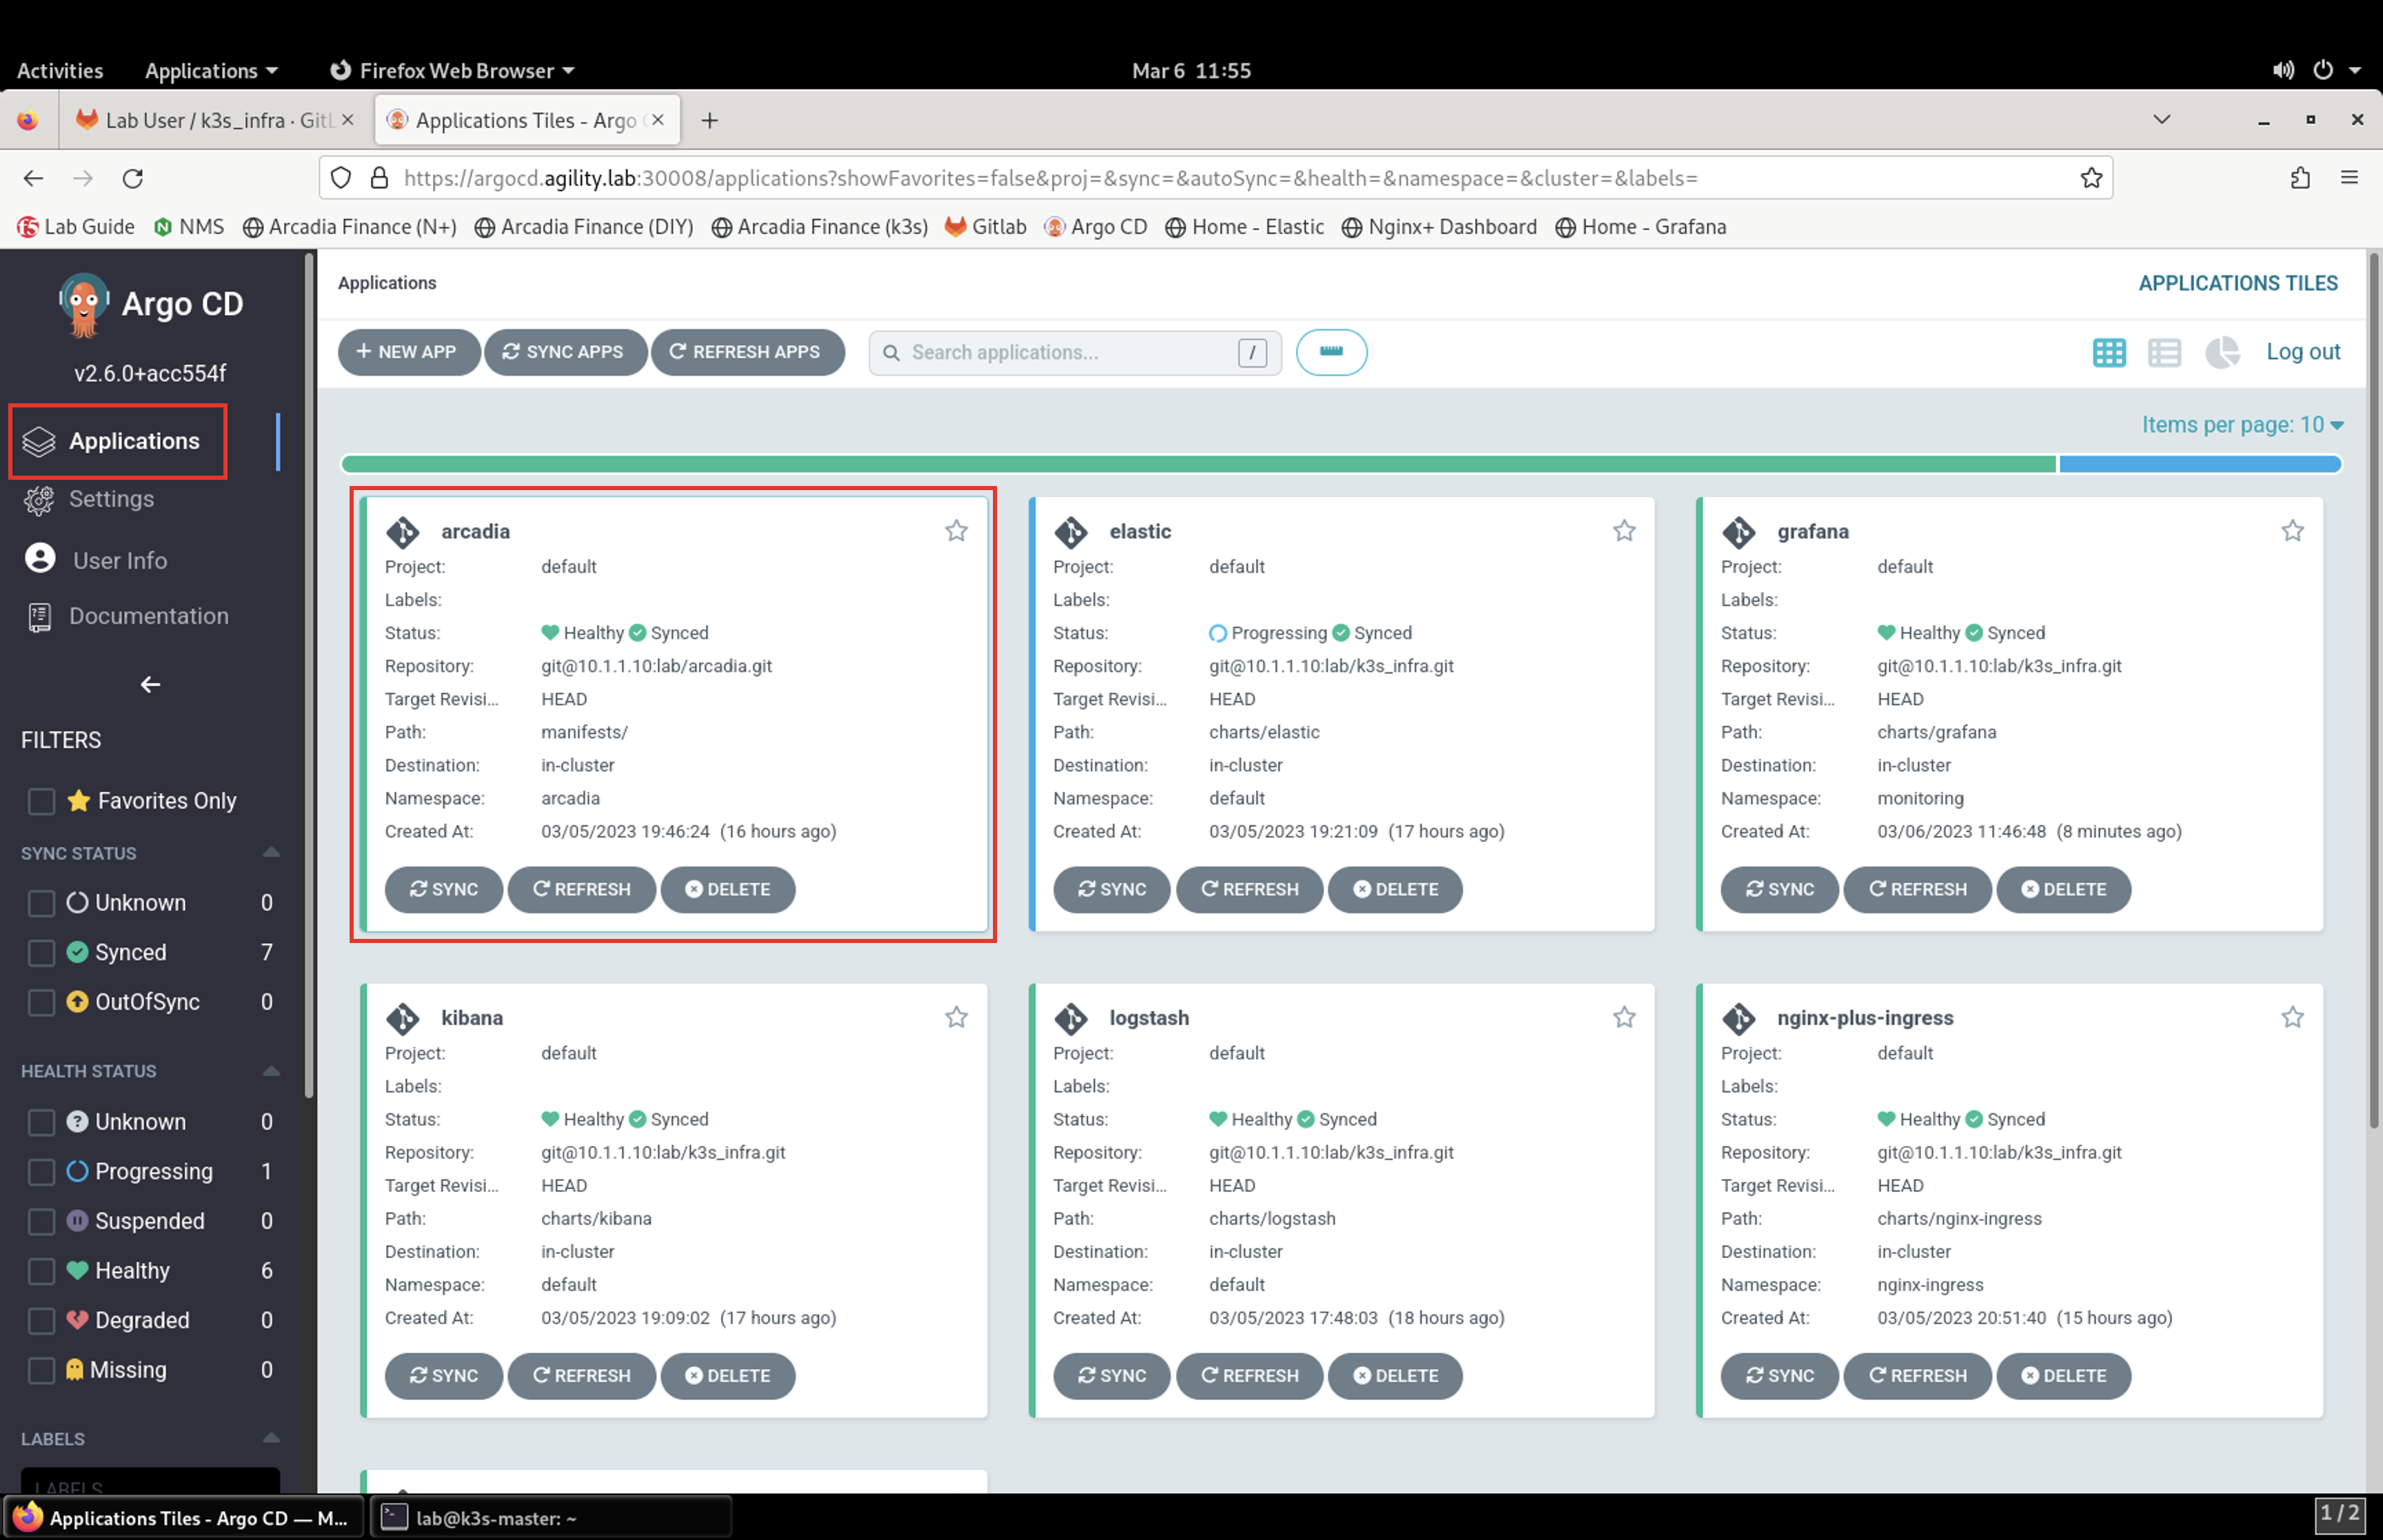 Activities
Applications
Firefox Web Browser
Mar 6 11:55
Lab User / k3s_infra · GitL
Applications Tiles - Argo
https://argocd.agility.lab:30008/applications?showFavorites=false&proj=&sync=&autoSync=&health=&namespace=&cluster=&labels=
Lab Guide
NMS
Arcadia Finance (N+)
Arcadia Finance (DIY)
Arcadia Finance (k3s)
Gitlab
Argo CD
Home - Elastic
Nginx+ Dashboard
Home - Grafana
Argo CD
v2.6.0+acc554f
Applications
Settings
User Info
Documentation
FILTERS
Favorites Only
SYNC STATUS
Unknown 0
Synced 7
OutOfSync 0
HEALTH STATUS
Unknown 0
Progressing 1
Suspended 0
Healthy 6
Degraded 0
Missing 0
LABELS
LABELS
Applications
APPLICATIONS TILES
+ NEW APP
SYNC APPS
REFRESH APPS
Search applications...
/
Log out
Items per page: 10
arcadia
Project: default
Labels:
Status: Healthy Synced
Repository: git@10.1.1.10:lab/arcadia.git
Target Revisi... HEAD
Path: manifests/
Destination: in-cluster
Namespace: arcadia
Created At: 03/05/2023 19:46:24 (16 hours ago)
SYNC REFRESH DELETE
elastic
Project: default
Labels:
Status: Progressing Synced
Repository: git@10.1.1.10:lab/k3s_infra.git
Target Revisi... HEAD
Path: charts/elastic
Destination: in-cluster
Namespace: default
Created At: 03/05/2023 19:21:09 (17 hours ago)
SYNC REFRESH DELETE
grafana
Project: default
Labels:
Status: Healthy Synced
Repository: git@10.1.1.10:lab/k3s_infra.git
Target Revisi... HEAD
Path: charts/grafana
Destination: in-cluster
Namespace: monitoring
Created At: 03/06/2023 11:46:48 (8 minutes ago)
SYNC REFRESH DELETE
kibana
Project: default
Labels:
Status: Healthy Synced
Repository: git@10.1.1.10:lab/k3s_infra.git
Target Revisi... HEAD
Path: charts/kibana
Destination: in-cluster
Namespace: default
Created At: 03/05/2023 19:09:02 (17 hours ago)
SYNC REFRESH DELETE
logstash
Project: default
Labels:
Status: Healthy Synced
Repository: git@10.1.1.10:lab/k3s_infra.git
Target Revisi... HEAD
Path: charts/logstash
Destination: in-cluster
Namespace: default
Created At: 03/05/2023 17:48:03 (18 hours ago)
SYNC REFRESH DELETE
nginx-plus-ingress
Project: default
Labels:
Status: Healthy Synced
Repository: git@10.1.1.10:lab/k3s_infra.git
Target Revisi... HEAD
Path: charts/nginx-ingress
Destination: in-cluster
Namespace: nginx-ingress
Created At: 03/05/2023 20:51:40 (15 hours ago)
SYNC REFRESH DELETE
Applications Tiles - Argo CD — M...
lab@k3s-master: ~
1 / 2